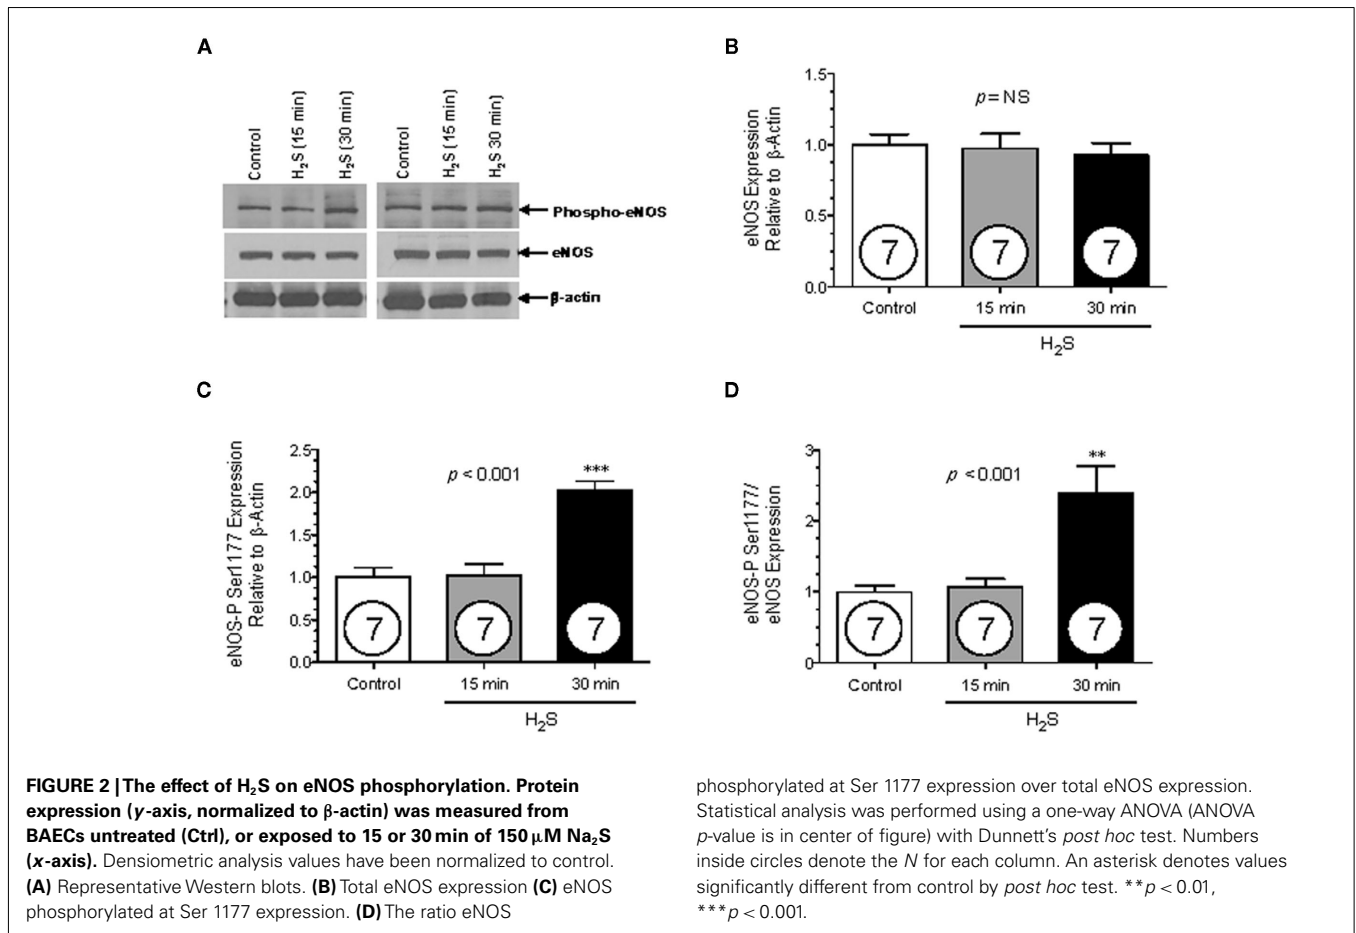 A
Control
H₂S (15 min)
H₂S (30 min)
Control
H₂S (15 min)
H₂S 30 min)
Phospho-eNOS
eNOS
β-actin
B
eNOS Expression
Relative to β-Actin
1.5
1.0
0.5
0.0
p = NS
7
7
7
Control
15 min
30 min
H₂S
C
eNOS-P Ser1177 Expression
Relative to β-Actin
2.5
2.0
1.5
1.0
0.5
0.0
p < 0.001
***
7
7
7
Control
15 min
30 min
H₂S
D
eNOS-P Ser1177/
eNOS Expression
3
2
1
0
p < 0.001
**
7
7
7
Control
15 min
30 min
H₂S
FIGURE 2 | The effect of H₂S on eNOS phosphorylation. Protein
expression (y-axis, normalized to β-actin) was measured from
BAECs untreated (Ctrl), or exposed to 15 or 30 min of 150 μM Na₂S
(x-axis). Densiometric analysis values have been normalized to control.
(A) Representative Western blots. (B) Total eNOS expression (C) eNOS
phosphorylated at Ser 1177 expression. (D) The ratio eNOS
phosphorylated at Ser 1177 expression over total eNOS expression.
Statistical analysis was performed using a one-way ANOVA (ANOVA
p-value is in center of figure) with Dunnett's post hoc test. Numbers
inside circles denote the N for each column. An asterisk denotes values
significantly different from control by post hoc test. **p < 0.01,
***p < 0.001.